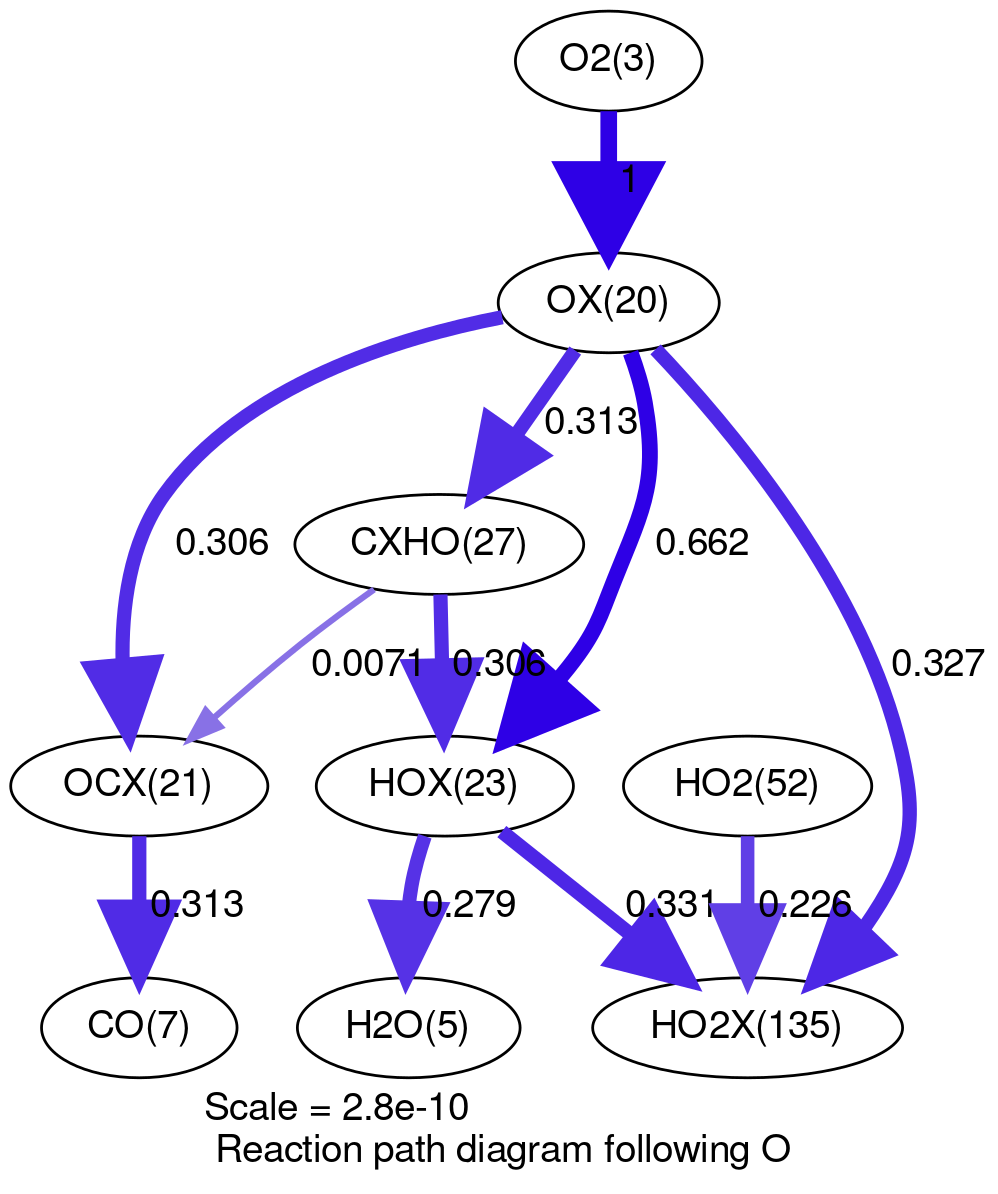 O2(3)
1
OX(20)
0.313
0.306
CXHO(27)
0.662
0.0071
0.306
0.327
OCX(21)
HOX(23)
HO2(52)
0.313
0.279
0.331
0.226
CO(7)
H2O(5)
HO2X(135)
Scale = 2.8e-10
Reaction path diagram following O